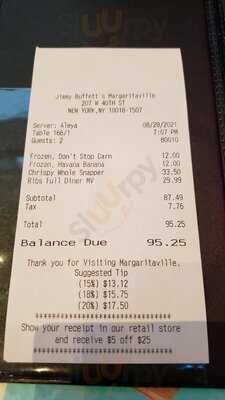 Jimmy Buffett's Margaritaville
207 W 40TH ST
NEW YORK,NY 10018-1507
Server: Aleya 08/28/2021
Table 166/1 7:07 PM
Guests: 2 80010
Frozen, Don't Stop Carn 12.00
Frozen, Havana Banana 12.00
Chrispy Whole Snapper 33.50
Ribs Full Diner MV 29.99
Subtotal 87.49
Tax 7.76
Total 95.25
Balance Due 95.25
Thank you for Visiting Margaritaville.
Suggested Tip
(15%) $13.12
(18%) $15.75
(20%) $17.50
Show your receipt in our retail store
and receive $5 off $25
sluurpy